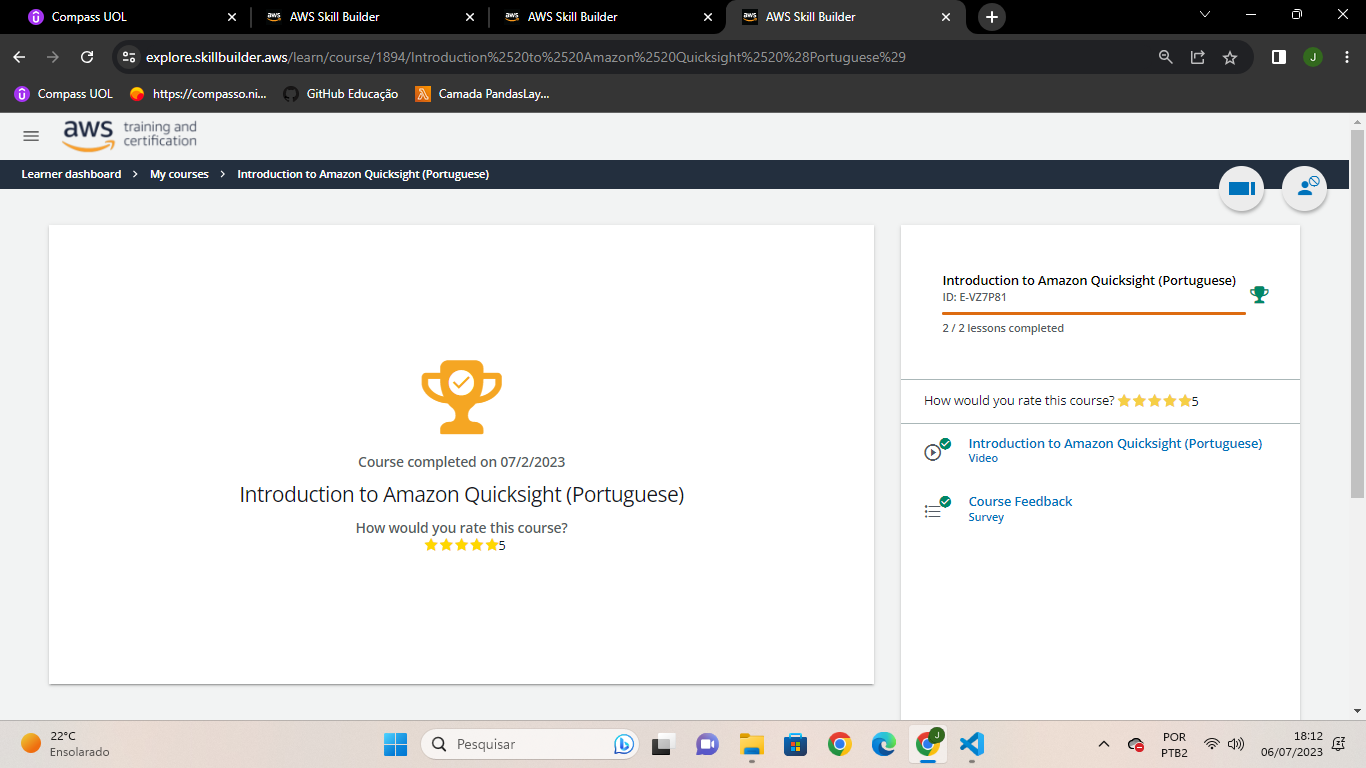 Compass UOL
AWS Skill Builder
AWS Skill Builder
AWS Skill Builder
explore.skillbuilder.aws/learn/course/1894/Introduction%2520to%2520Amazon%2520Quicksight%2520%28Portuguese%29
J
Compass UOL
https://compasso.ni...
GitHub Educação
Camada PandasLay...
aws training and certification
Learner dashboard > My courses > Introduction to Amazon Quicksight (Portuguese)
Course completed on 07/2/2023
Introduction to Amazon Quicksight (Portuguese)
How would you rate this course?
5
Introduction to Amazon Quicksight (Portuguese)
ID: E-VZ7P81
2 / 2 lessons completed
How would you rate this course? 5
Introduction to Amazon Quicksight (Portuguese)
Video
Course Feedback
Survey
22°C
Ensolarado
Pesquisar
J
POR
PTB2
18:12
06/07/2023